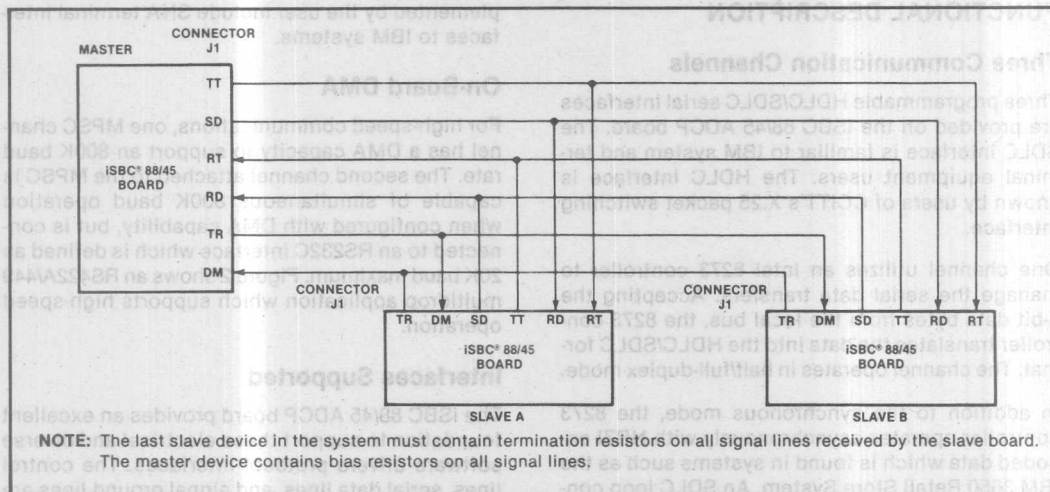 CONNECTOR
J1
MASTER
TT
SD
RT
RD
TR
DM
iSBC® 88/45
BOARD
CONNECTOR
J1
TR DM SD TT RD RT
iSBC® 88/45
BOARD
SLAVE A
CONNECTOR
J1
TR DM SD TT RD RT
iSBC® 88/45
BOARD
SLAVE B
NOTE: The last slave device in the system must contain termination resistors on all signal lines received by the slave board.
The master device contains bias resistors on all signal lines.
FUNCTIONAL DESCRIPTION
Three Communication Channels
Three programmable HDLC/SDLC serial interfaces
are provided on the iSBC 88/45 ADCP board. The
SDLC interface is familiar to IBM system and ter-
minal equipment users. The HDLC interface is
known by users of CCITT's X.25 packet switching
interface.
One channel utilizes an Intel 8273 controller to
manage the serial data transfers. Accepting the
8-bit data bytes from the local bus, the 8273 con-
troller translates the data into the HDLC/SDLC for-
mat. The channel operates in half/full-duplex mode.
In addition to the synchronous mode, the 8273
coded data which is found in systems such as the
IBM 3650 Retail Store System. An SDLC loop con-
plemented by the user include SNA terminal inter-
faces to IBM systems.
On-Board DMA
For high-speed communications, one MPSC chan-
nel has a DMA capacity to support an 800K baud
rate. The second channel attached to the MPSC is
capable of simultaneous 800K baud operation
when configured with DMA capability, but is con-
nected to an RS232C interface which is defined as
20K baud maximum. Figure 2 shows an RS422A/449
multidrop application which supports high-speed
operation.
Interfaces Supported
The iSBC 88/45 ADCP board provides an excellent
lines, serial data lines, and signal ground lines are